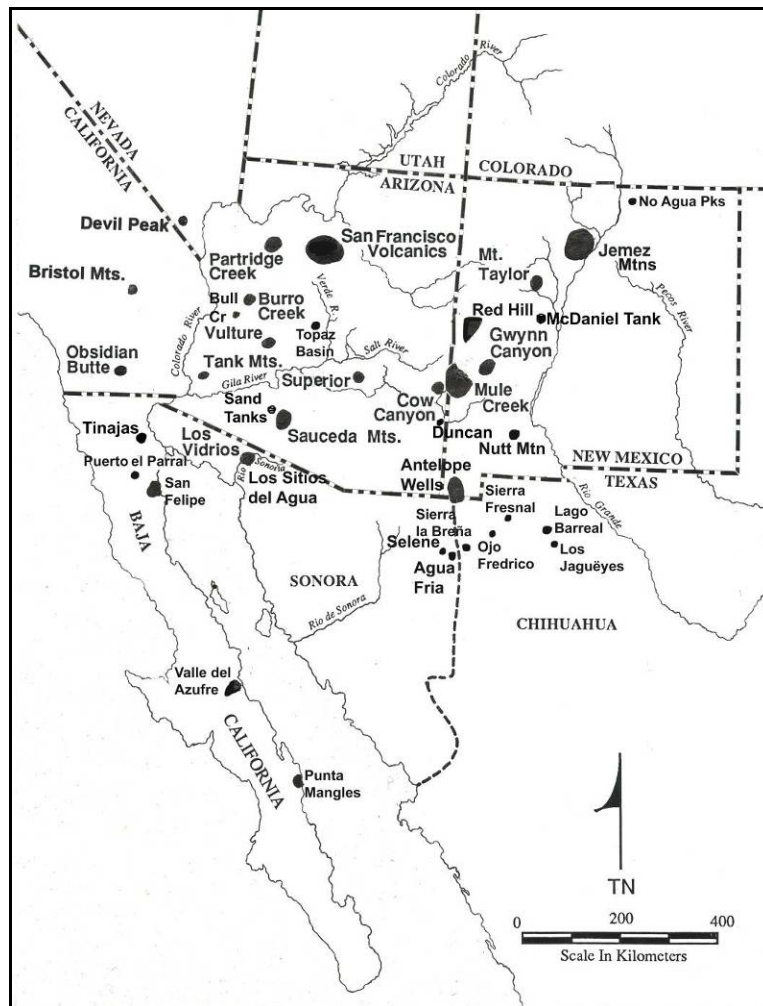 Colorado
River
NEVADA
CALIFORNIA
UTAH
COLORADO
ARIZONA
No Agua Pks
Devil Peak
San Francisco
Volcanics
Partridge
Creek
Mt.
Taylor
Jemez
Mtns
Bristol Mts.
Verde R.
Pecos River
Bull
Cr
Burro
Creek
Red Hill
McDaniel Tank
Colorado River
Vulture
Topaz
Basin
Gwynn
Canyon
Salt River
Obsidian
Butte
Tank Mts.
Gila River
Superior
Cow
Canyon
Mule
Creek
Sand
Tanks
Sauceda Mts.
Duncan
Nutt Mtn
Tinajas
Los
Vidrios
NEW MEXICO
TEXAS
Puerto el Parral
San
Felipe
Rio Sonora
Los Sitios
del Agua
Antelope
Wells
Sierra
Fresnal
Rio Grande
BAJA
Sierra
la Breña
Lago
Barreal
Selene
Agua
Fria
Ojo
Fredrico
Los
Jaguëyes
SONORA
Rio de Sonora
CHIHUAHUA
Valle del
Azufre
CALIFORNIA
Punta
Mangles
TN
0 200 400
Scale In Kilometers